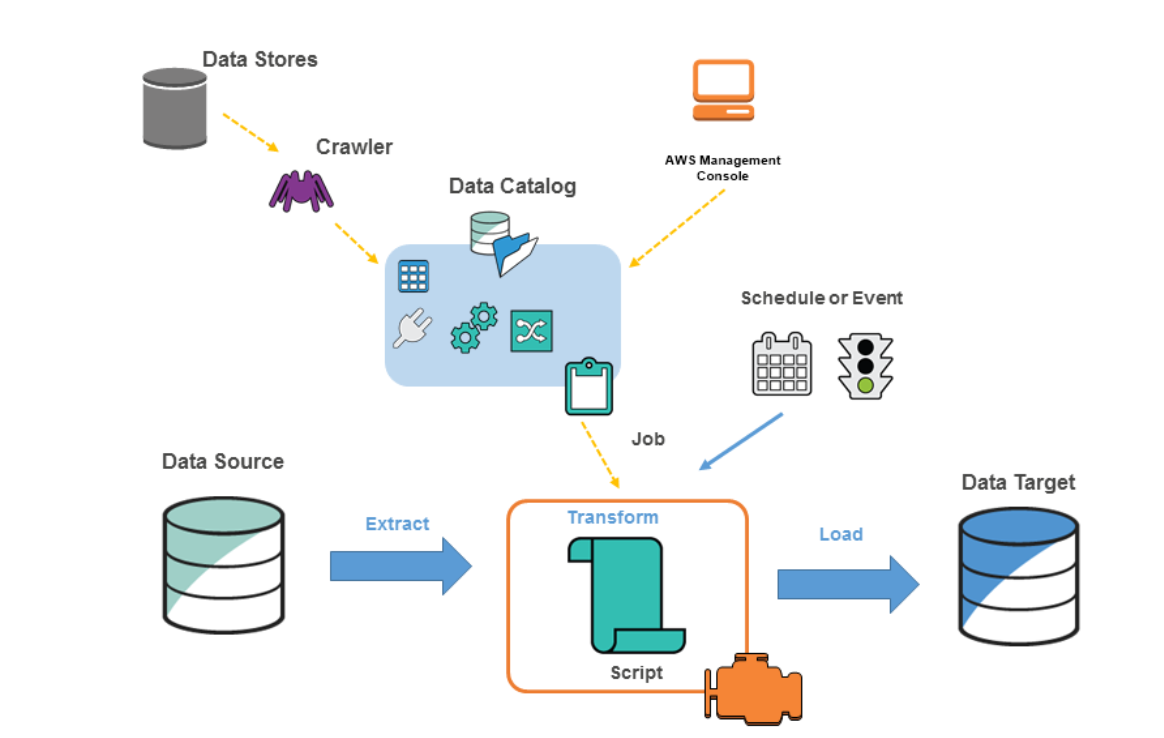 Data Stores
Crawler
Data Catalog
AWS Management
Console
Schedule or Event
Job
Data Source
Extract
Transform
Script
Load
Data Target